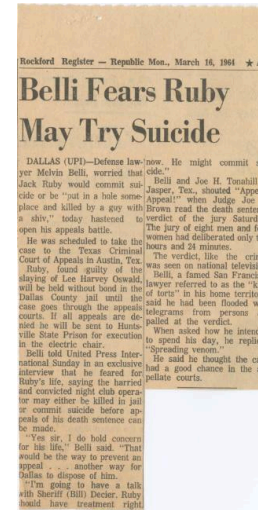 Rockford Register — Republic Mon., March 16, 1964 ★
Belli Fears Ruby
May Try Suicide
DALLAS (UPI)—Defense law-
yer Melvin Belli, worried that
Jack Ruby would commit sui-
cide or be "put in a hole some-
place and killed by a guy with
a shiv," today hastened to
open his appeals battle.
He was scheduled to take the
case to the Texas Criminal
Court of Appeals in Austin, Tex.
Ruby, found guilty of the
slaying of Lee Harvey Oswald,
will be held without bond in the
Dallas County jail until the
case goes through the appeals
courts. If all appeals are de-
nied he will be sent to Hunts-
ville State Prison for execution
in the electric chair.
Belli told United Press Inter-
national Sunday in an exclusive
interview that he feared for
Ruby's life, saying the harried
and convicted night club opera-
tor may either be killed in jail
or commit suicide before ap-
peals of his death sentence can
be made.
"Yes sir, I do hold concern
for his life," Belli said. "That
would be the way to prevent an
appeal . . . another way for
Dallas to dispose of him.
"I'm going to have a talk
with Sheriff (Bill) Decier. Ruby
should have treatment right
now. He might commit
cide."
Belli and Joe H. Tonahill
Jasper, Tex., shouted "Appe
Appeal!" when Judge Joe
Brown read the death sentence
verdict of the jury Saturd
The jury of eight men and f
women had deliberated only
hours and 24 minutes.
The verdict, like the crim
was seen on national televisi
Belli, a famed San Francis
lawyer referred to as the "k
of torts" in his home territo
said he had been flooded w
telegrams from persons
palled at the verdict.
When asked how he intend
to spend his day, he replie
"Spreading venom."
He said he thought the ca
had a good chance in the
pellate courts.